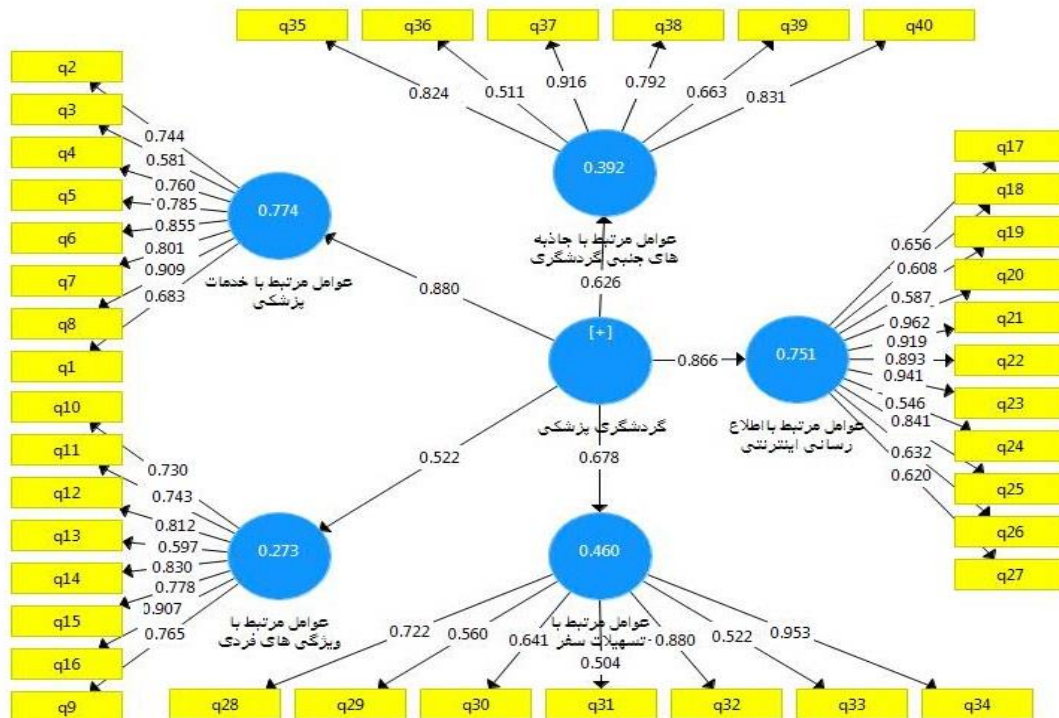 q35
q36
q37
q38
q39
q40
0.824
0.511
0.916
0.792
0.663
0.831
0.392
عوامل مرتبط با جاذبه
های جنبی گردشگری
0.626
q2
q3
q4
q5
q6
q7
q8
q1
0.744
0.581
0.760
0.785
0.855
0.801
0.909
0.683
0.774
عوامل مرتبط با خدمات
پزشکی
0.880
[+]
گردشگری پزشکی
0.866
0.751
عوامل مرتبط با اطلاع
رسانی اینترنتی
0.656
0.608
0.587
0.962
0.919
0.893
0.941
0.546
0.841
0.632
0.620
q17
q18
q19
q20
q21
q22
q23
q24
q25
q26
q27
q10
q11
q12
q13
q14
q15
q16
q9
0.730
0.743
0.812
0.597
0.830
0.778
0.907
0.765
0.273
عوامل مرتبط با
ویژگی های فردی
0.522
0.678
0.460
عوامل مرتبط با
تسهیلات سفر
0.722
0.560
0.641
0.504
0.880
0.522
0.953
q28
q29
q30
q31
q32
q33
q34